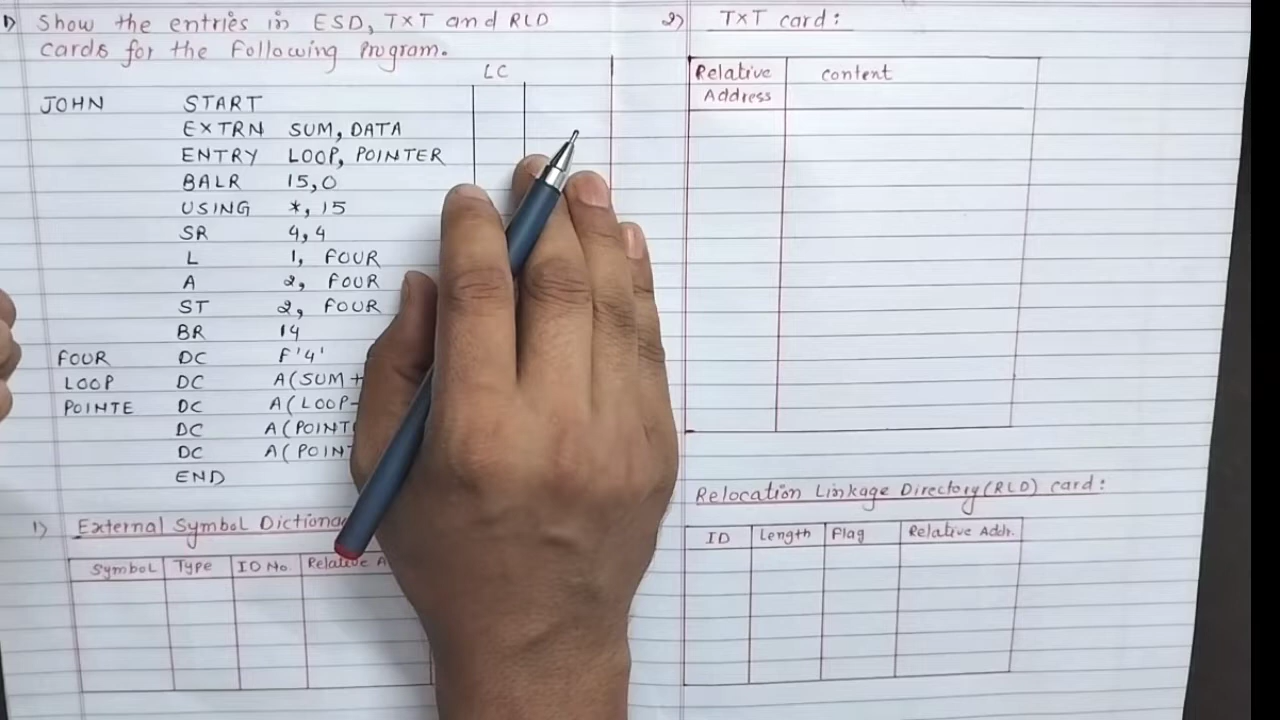 1) Show the entries in ESD, TXT and RLD
cards for the Following Program.
LC
JOHN START
EXTRN SUM, DATA
ENTRY LOOP, POINTER
BALR 15,0
USING *, 15
SR 4,4
L 1, FOUR
A 2, FOUR
ST 2, FOUR
BR 14
FOUR DC F'4'
LOOP DC A(SUM+
POINTE DC A(LOOP-
DC A(POINT
DC A(POINT
END
1) External Symbol Dictiona
Symbol Type ID No. Relative A
2) TXT card:
Relative Address content
Relocation Linkage Directory(RLD) card:
ID Length Flag Relative Addr.